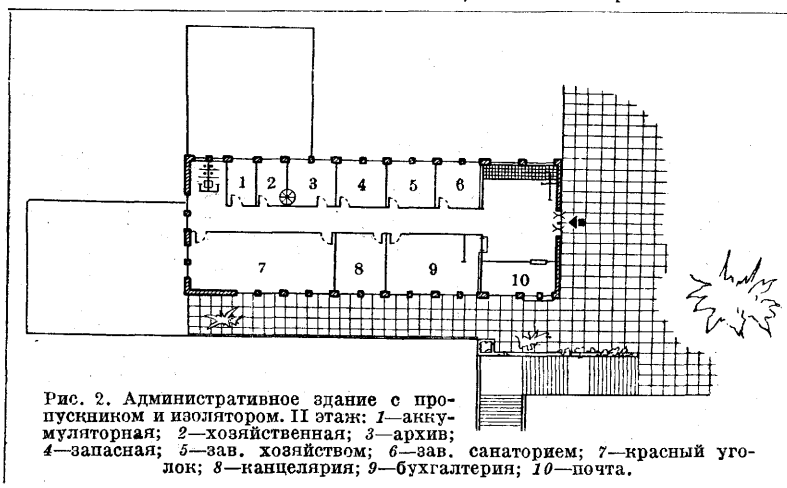 1 2 3 4 5 6
7 8 9 10
Рис. 2. Административное здание с про-
пускником и изолятором. II этаж: 1—акку-
муляторная; 2—хозяйственная; 3—архив;
4—запасная; 5—зав. хозяйством; 6—зав. санаторием; 7—красный уго-
лок; 8—канцелярия; 9—бухгалтерия; 10—почта.